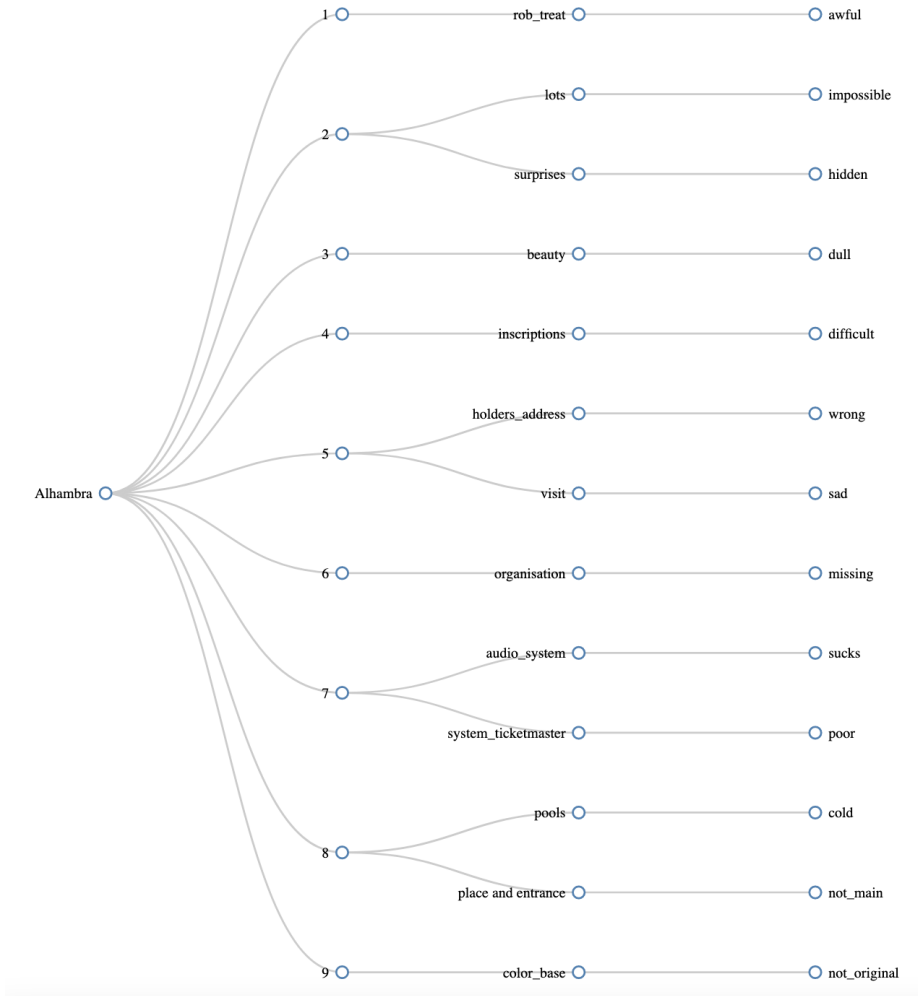 1 rob_treat awful
lots impossible
2
surprises hidden
3 beauty dull
4 inscriptions difficult
holders_address wrong
5
Alhambra visit sad
6 organisation missing
audio_system sucks
7
system_ticketmaster poor
pools cold
8
place and entrance not_main
9 color_base not_original